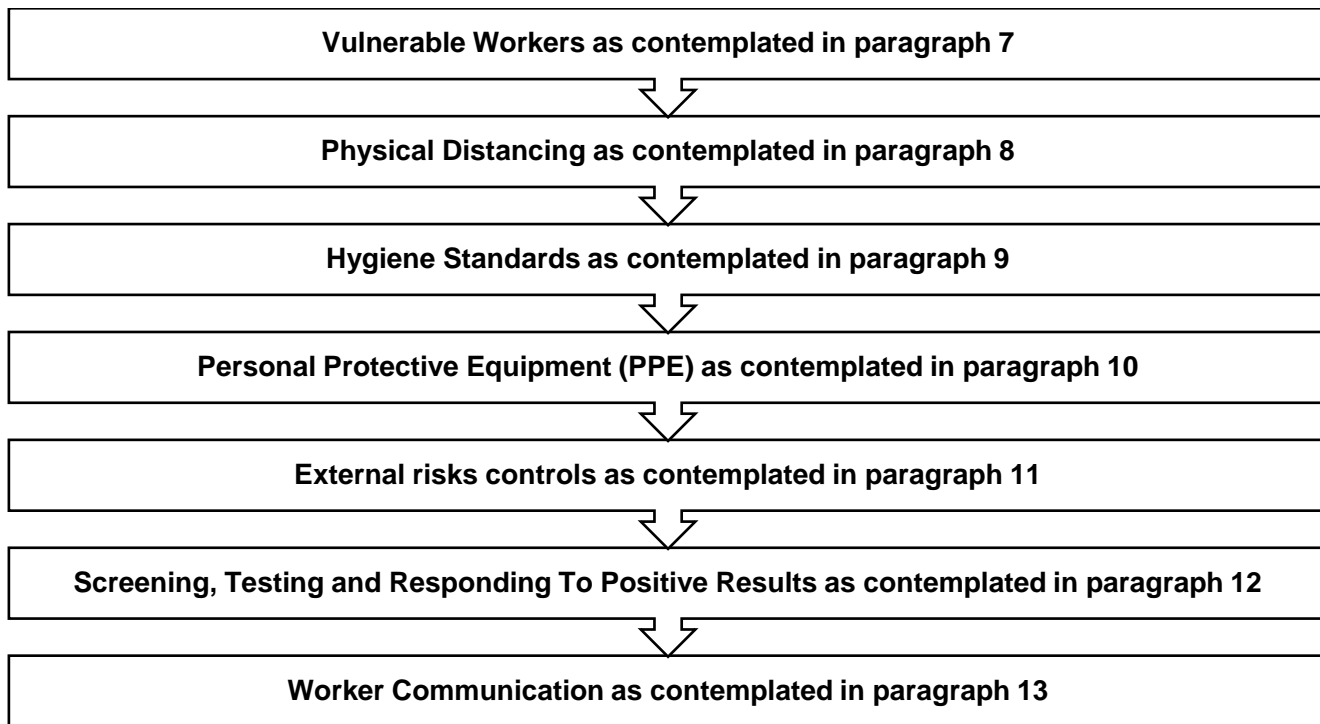 Vulnerable Workers as contemplated in paragraph 7
Physical Distancing as contemplated in paragraph 8
Hygiene Standards as contemplated in paragraph 9
Personal Protective Equipment (PPE) as contemplated in paragraph 10
External risks controls as contemplated in paragraph 11
Screening, Testing and Responding To Positive Results as contemplated in paragraph 12
Worker Communication as contemplated in paragraph 13